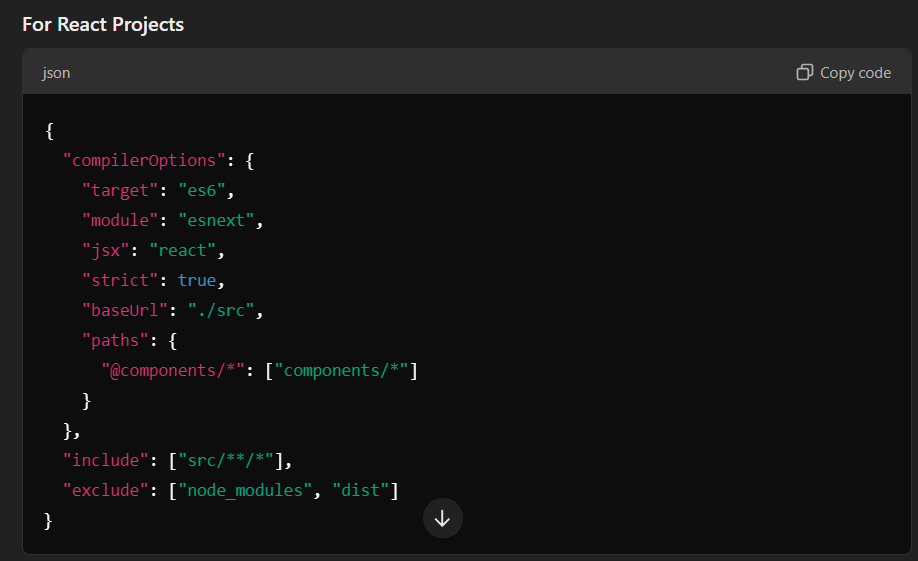 For React Projects
json
Copy code
{
  "compilerOptions": {
    "target": "es6",
    "module": "esnext",
    "jsx": "react",
    "strict": true,
    "baseUrl": "./src",
    "paths": {
      "@components/*": ["components/*"]
    }
  },
  "include": ["src/**/*"],
  "exclude": ["node_modules", "dist"]
}